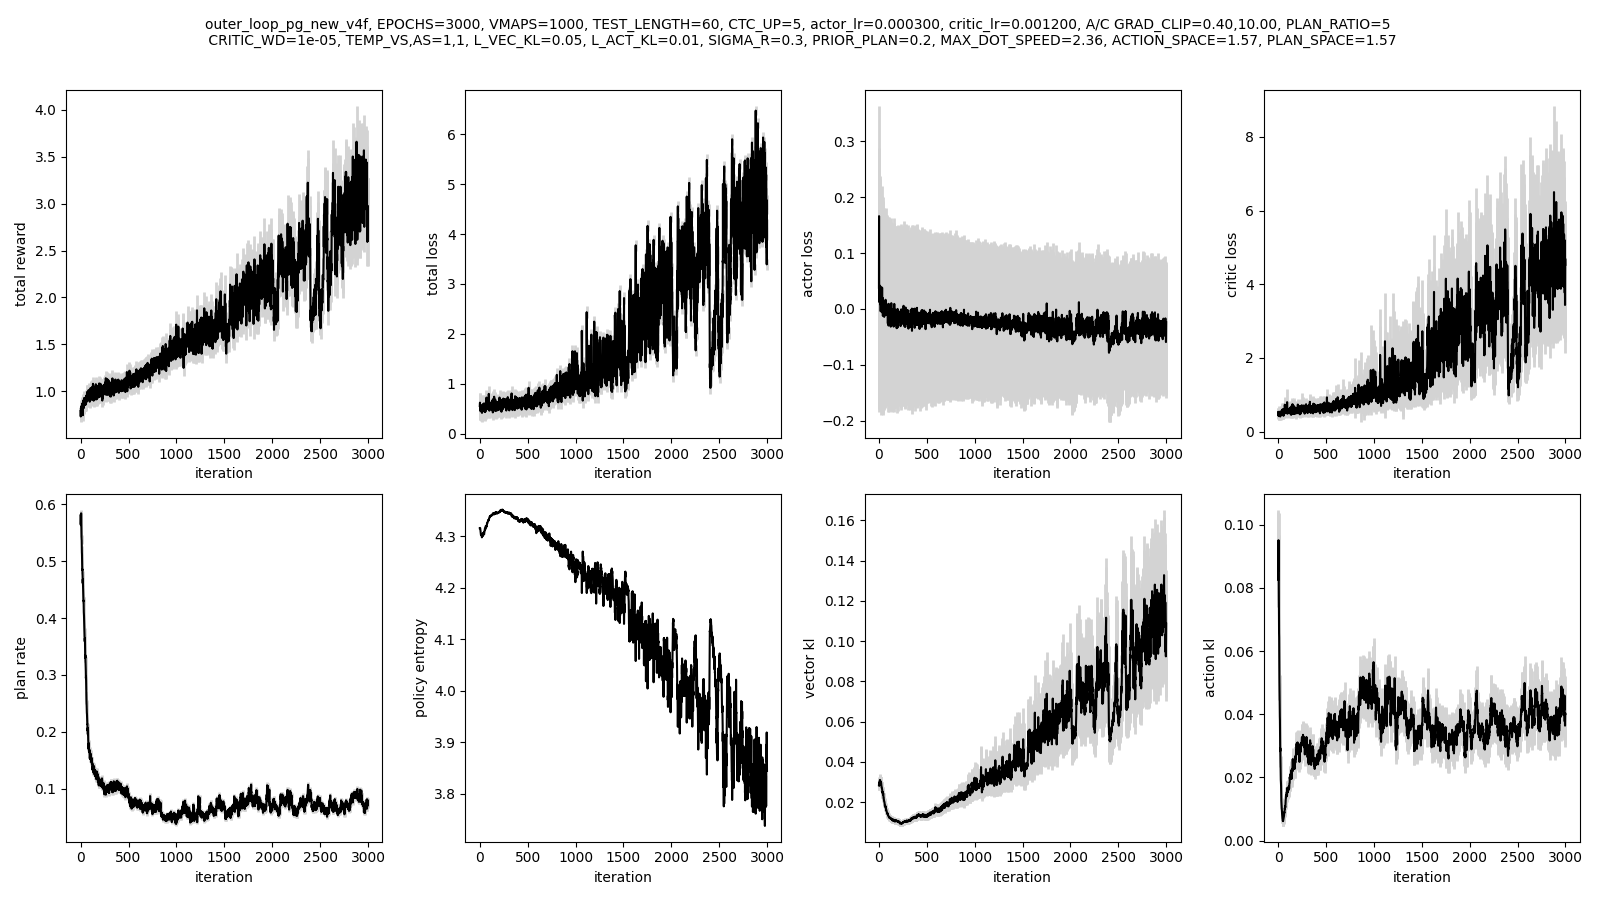 outer_loop_pg_new_v4f, EPOCHS=3000, VMAPS=1000, TEST_LENGTH=60, CTC_UP=5, actor_lr=0.000300, critic_lr=0.001200, A/C GRAD_CLIP=0.40,10.00, PLAN_RATIO=5
CRITIC_WD=1e-05, TEMP_VS,AS=1,1, L_VEC_KL=0.05, L_ACT_KL=0.01, SIGMA_R=0.3, PRIOR_PLAN=0.2, MAX_DOT_SPEED=2.36, ACTION_SPACE=1.57, PLAN_SPACE=1.57
total reward
4.0
3.5
3.0
2.5
2.0
1.5
1.0
0 500 1000 1500 2000 2500 3000
iteration
total loss
6
5
4
3
2
1
0
0 500 1000 1500 2000 2500 3000
iteration
actor loss
0.3
0.2
0.1
0.0
−0.1
−0.2
0 500 1000 1500 2000 2500 3000
iteration
critic loss
8
6
4
2
0
0 500 1000 1500 2000 2500 3000
iteration
plan rate
0.6
0.5
0.4
0.3
0.2
0.1
0 500 1000 1500 2000 2500 3000
iteration
policy entropy
4.3
4.2
4.1
4.0
3.9
3.8
0 500 1000 1500 2000 2500 3000
iteration
vector kl
0.16
0.14
0.12
0.10
0.08
0.06
0.04
0.02
0 500 1000 1500 2000 2500 3000
iteration
action kl
0.10
0.08
0.06
0.04
0.02
0.00
0 500 1000 1500 2000 2500 3000
iteration